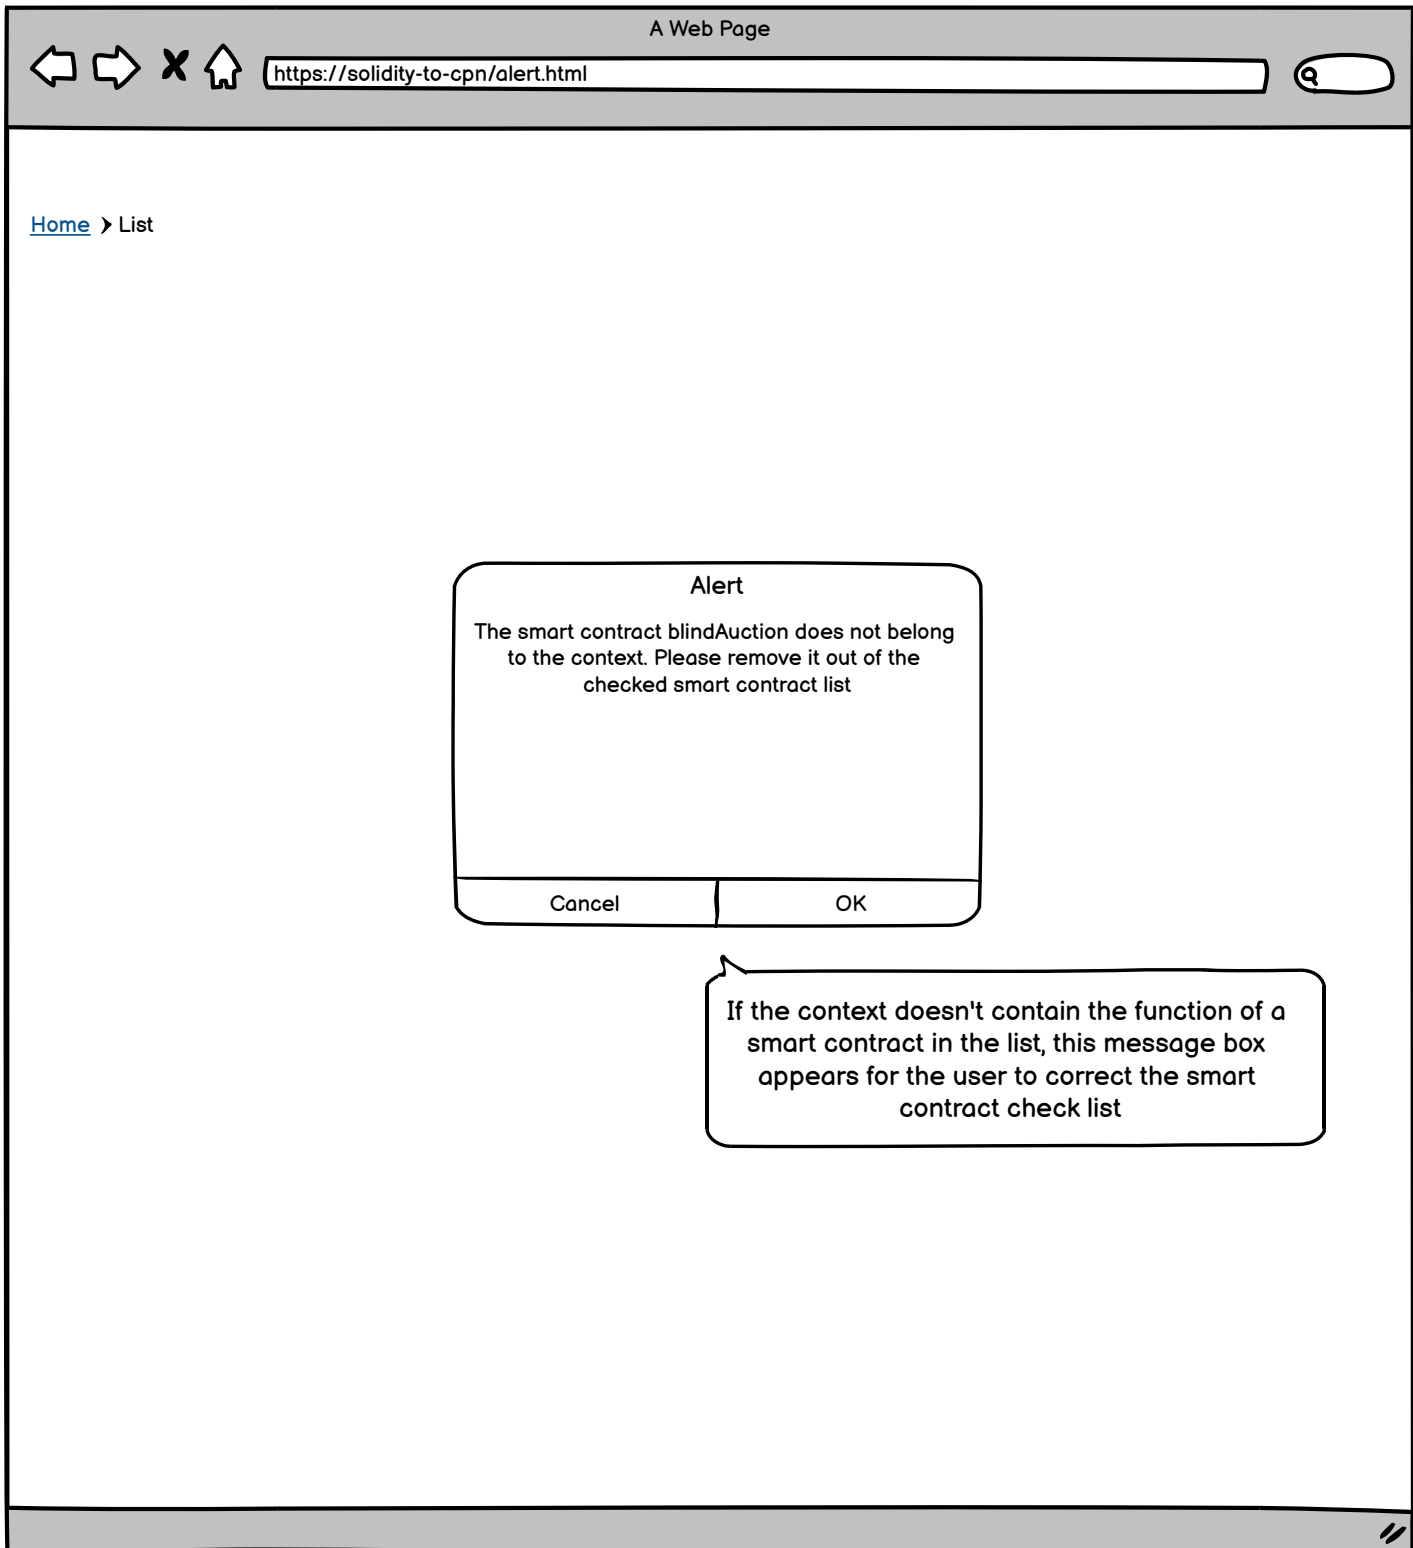 A Web Page
https://solidity-to-cpn/alert.html
Home List
Alert
The smart contract blindAuction does not belong
to the context. Please remove it out of the
checked smart contract list
Cancel OK
If the context doesn't contain the function of a
smart contract in the list, this message box
appears for the user to correct the smart
contract check list